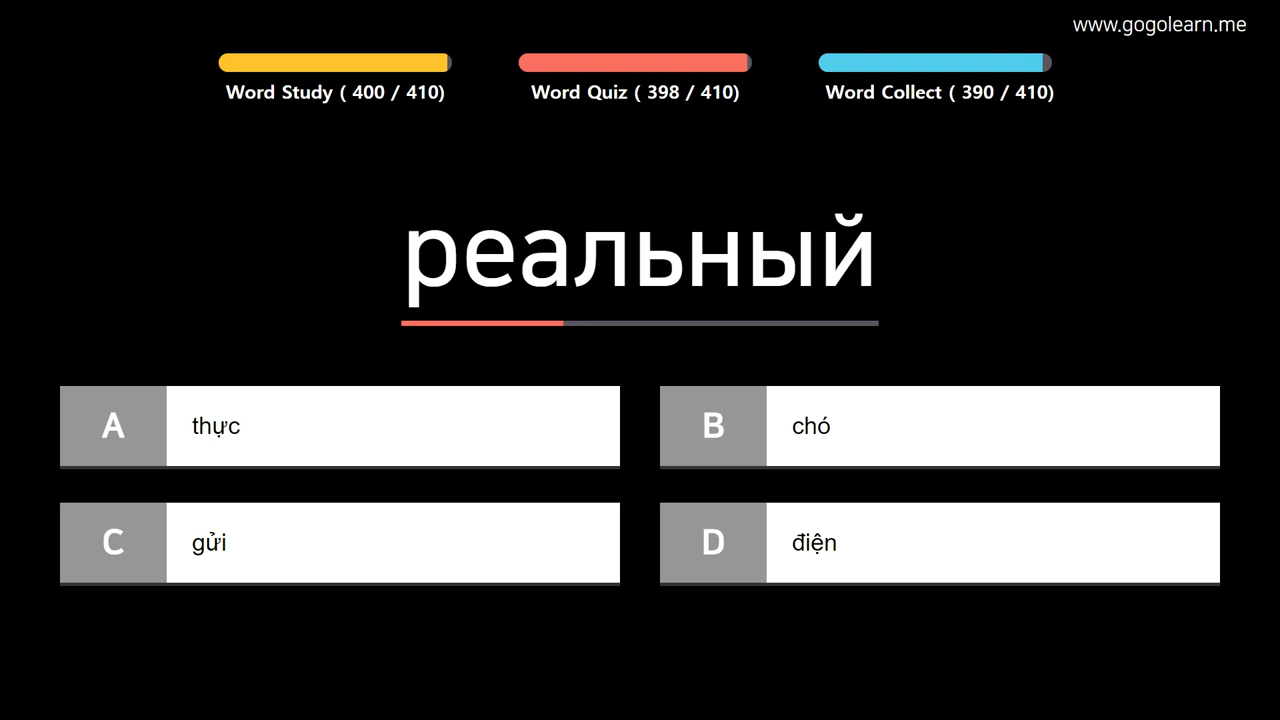 www.gogolearn.me
Word Study ( 400 / 410)
Word Quiz ( 398 / 410)
Word Collect ( 390 / 410)
реальный
A thực
B chó
C gửi
D điện